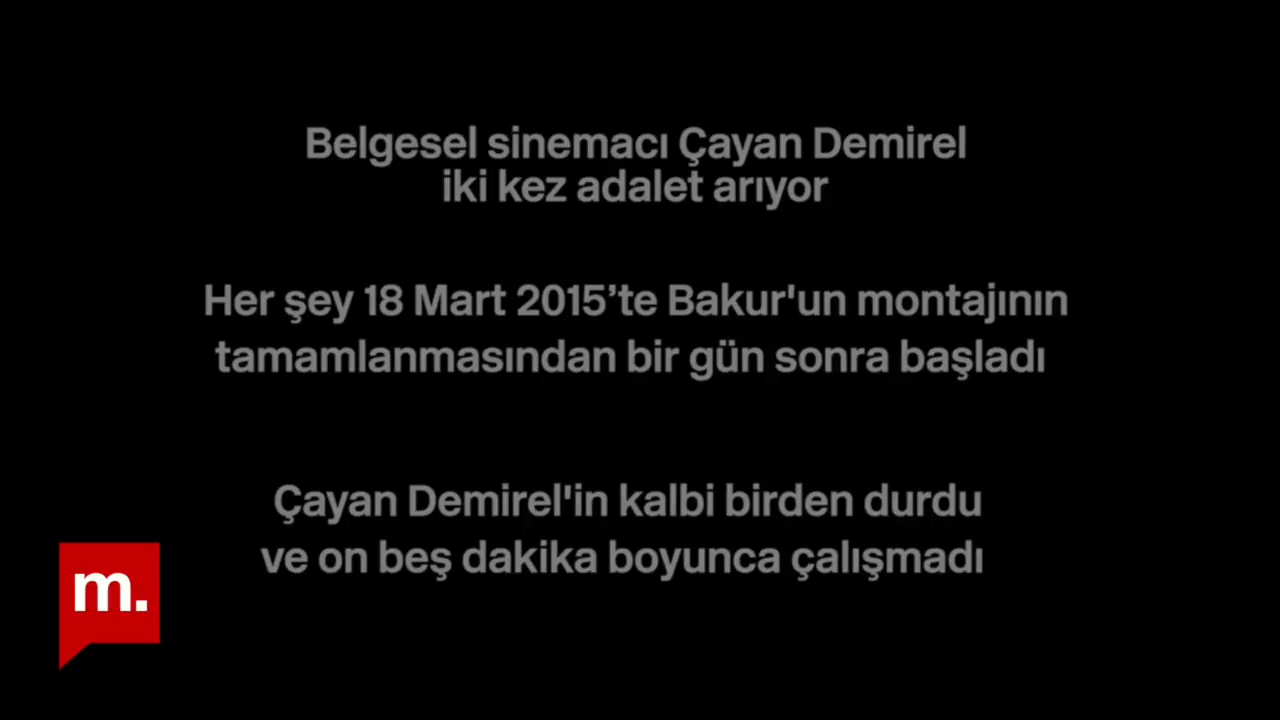 Belgesel sinemacı Çayan Demirel
iki kez adalet arıyor
Her şey 18 Mart 2015’te Bakur'un montajının
tamamlanmasından bir gün sonra başladı
Çayan Demirel'in kalbi birden durdu
ve on beş dakika boyunca çalışmadı
m.